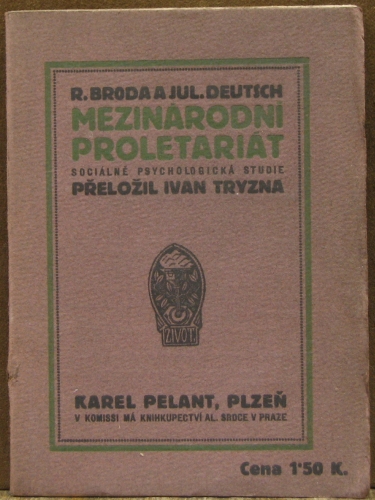 R. BRODA A JUL. DEUTSCH
MEZINÁRODNÍ
PROLETARIÁT
SOCIÁLNĚ PSYCHOLOGICKÁ STUDIE
PŘELOŽIL IVAN TRYZNA
ŽIVOT.
KAREL PELANT, PLZEŇ
V KOMISSI MÁ KNIHKUPECTVÍ AL. SRDCE V PRAZE
Cena 1'50 K.